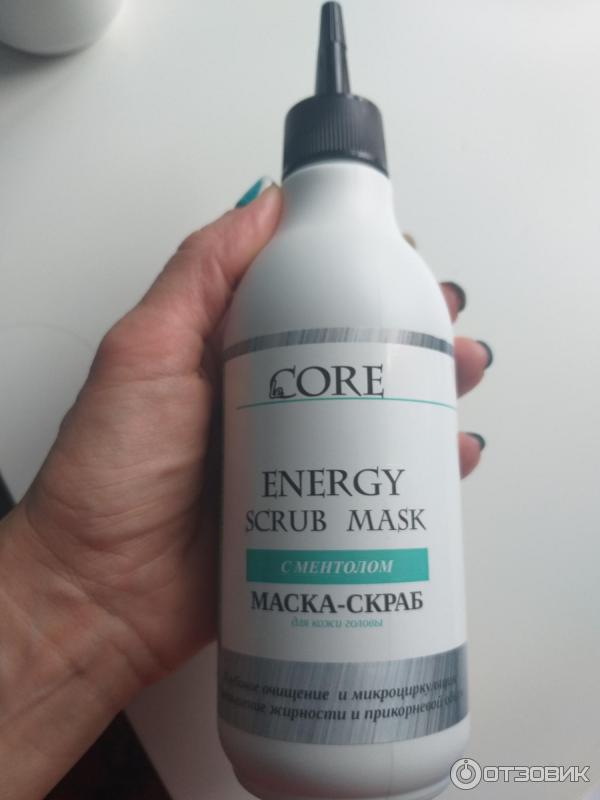 CORE
ENERGY
SCRUB MASK
С МЕНТОЛОМ
МАСКА-СКРАБ
для кожи головы
очищение и микроциркуляция
жирности и прикорневой
ОТЗОВИК